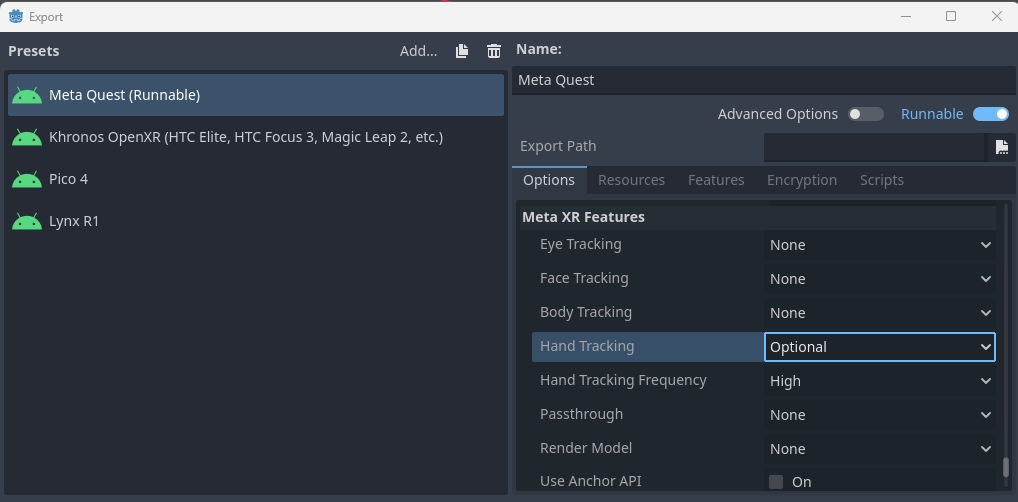 Export
Presets
Add...
Meta Quest (Runnable)
Khronos OpenXR (HTC Elite, HTC Focus 3, Magic Leap 2, etc.)
Pico 4
Lynx R1
Name:
Meta Quest
Advanced Options
Runnable
Export Path
Options Resources Features Encryption Scripts
Meta XR Features
Eye Tracking None
Face Tracking None
Body Tracking None
Hand Tracking Optional
Hand Tracking Frequency High
Passthrough None
Render Model None
Use Anchor API On